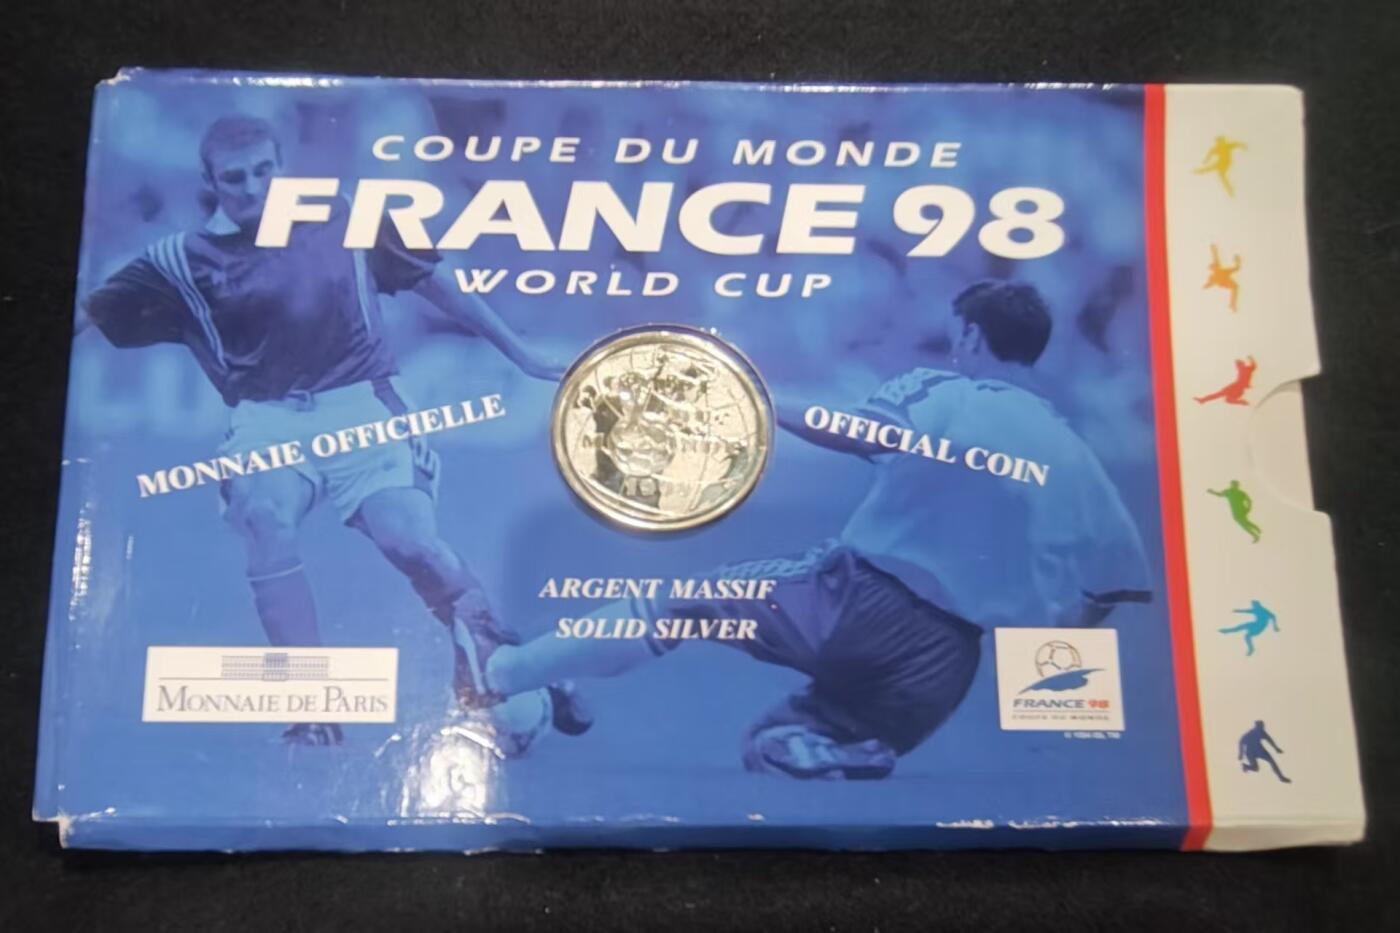 COUPE DU MONDE
FRANCE 98
WORLD CUP
MONNAIE OFFICIELLE
OFFICIAL COIN
ARGENT MASSIF
SOLID SILVER
MONNAIE DE PARIS
FRANCE 98
COUPE DU MONDE